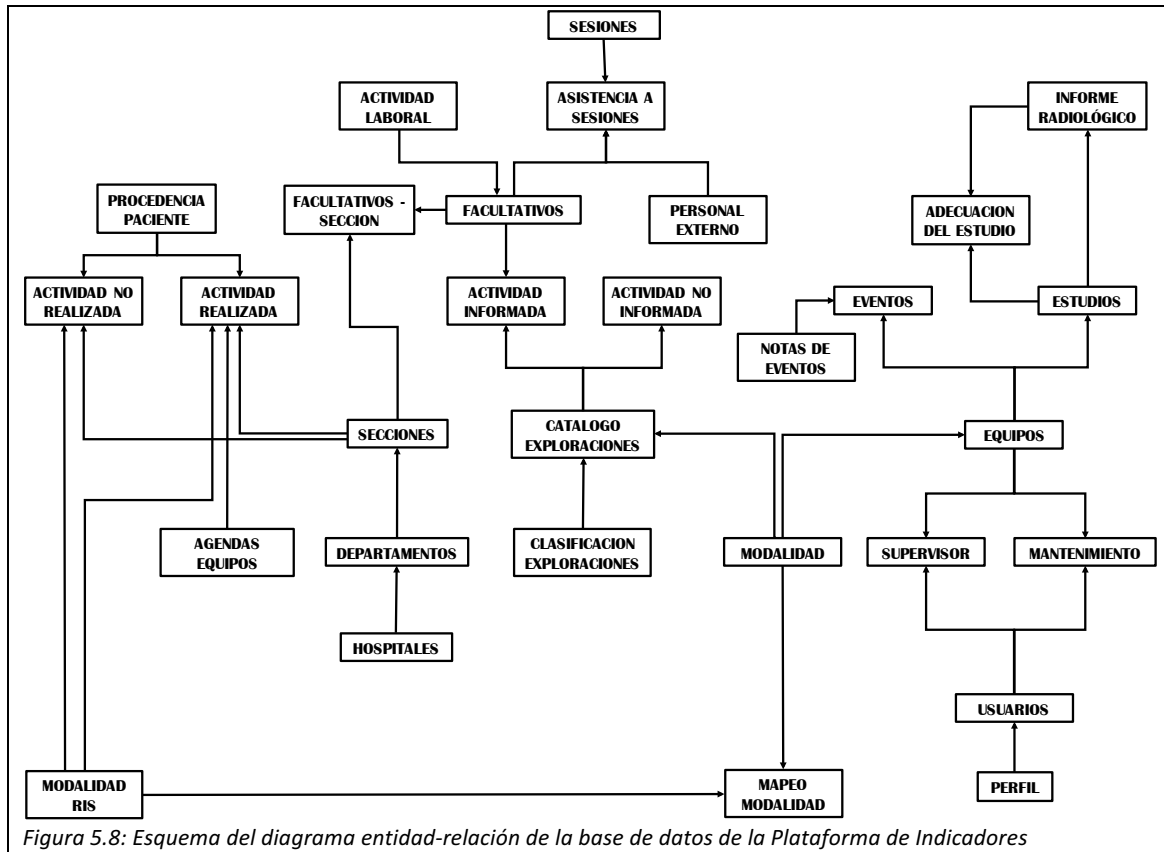 SESIONES
ACTIVIDAD
LABORAL
ASISTENCIA A
SESIONES
INFORME
RADIOLÓGICO
PROCEDENCIA
PACIENTE
FACULTATIVOS -
SECCION
FACULTATIVOS
PERSONAL
EXTERNO
ADECUACION
DEL ESTUDIO
ACTIVIDAD NO
REALIZADA
ACTIVIDAD
REALIZADA
ACTIVIDAD
INFORMADA
ACTIVIDAD NO
INFORMADA
EVENTOS
ESTUDIOS
NOTAS DE
EVENTOS
SECCIONES
CATALOGO
EXPLORACIONES
EQUIPOS
AGENDAS
EQUIPOS
DEPARTAMENTOS
CLASIFICACION
EXPLORACIONES
MODALIDAD
SUPERVISOR
MANTENIMIENTO
HOSPITALES
USUARIOS
MODALIDAD
RIS
MAPEO
MODALIDAD
PERFIL
Figura 5.8: Esquema del diagrama entidad-relación de la base de datos de la Plataforma de Indicadores